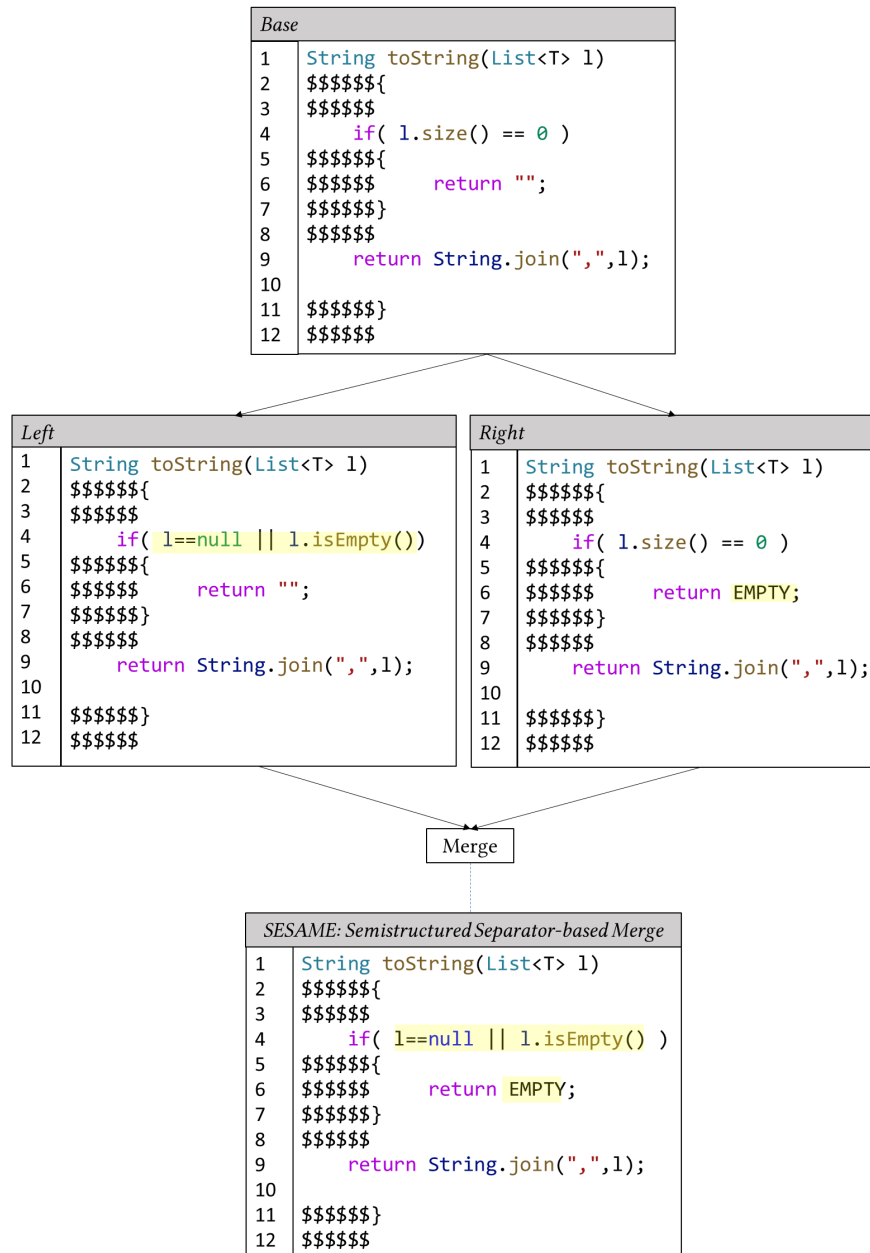 Base
1 String toString(List<T> l)
2 $$$$$${
3 $$$$$$
4 if( l.size() == 0 )
5 $$$$$${
6 $$$$$$ return "";
7 $$$$$$}
8 $$$$$$
9 return String.join(",",l);
10
11 $$$$$$}
12 $$$$$$
Left
1 String toString(List<T> l)
2 $$$$$${
3 $$$$$$
4 if( l==null || l.isEmpty())
5 $$$$$${
6 $$$$$$ return "";
7 $$$$$$}
8 $$$$$$
9 return String.join(",",l);
10
11 $$$$$$}
12 $$$$$$
Right
1 String toString(List<T> l)
2 $$$$$${
3 $$$$$$
4 if( l.size() == 0 )
5 $$$$$${
6 $$$$$$ return EMPTY;
7 $$$$$$}
8 $$$$$$
9 return String.join(",",l);
10
11 $$$$$$}
12 $$$$$$
Merge
SESAME: Semistructured Separator-based Merge
1 String toString(List<T> l)
2 $$$$$${
3 $$$$$$
4 if( l==null || l.isEmpty() )
5 $$$$$${
6 $$$$$$ return EMPTY;
7 $$$$$$}
8 $$$$$$
9 return String.join(",",l);
10
11 $$$$$$}
12 $$$$$$